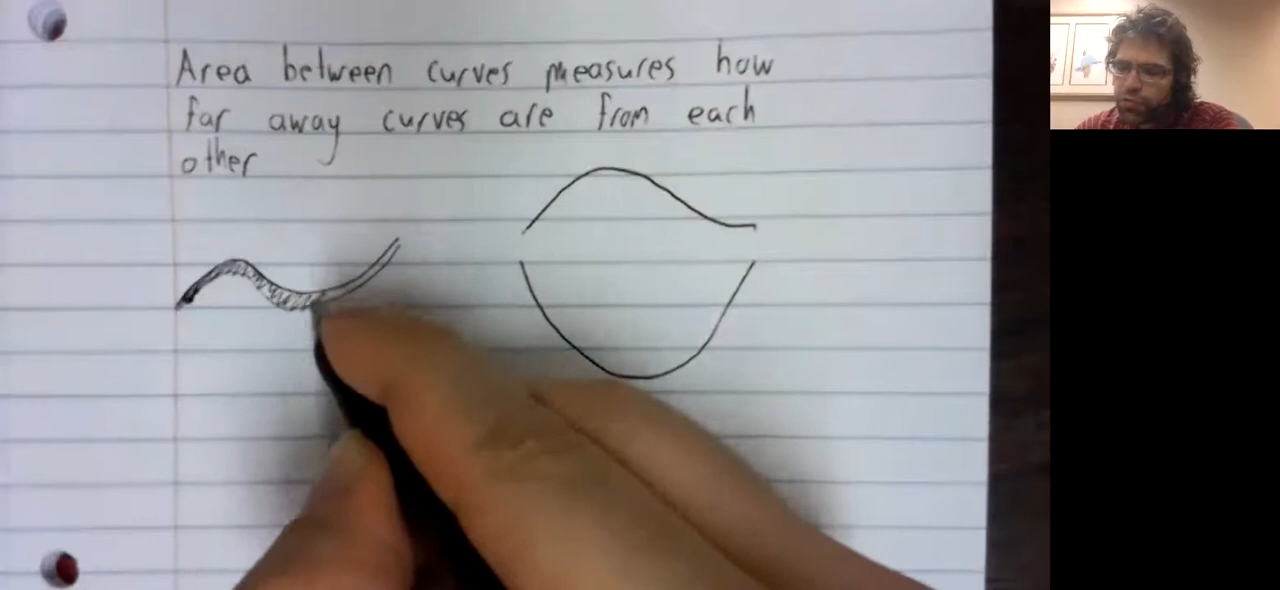 Area between curves measures how
far away curves are from each
other